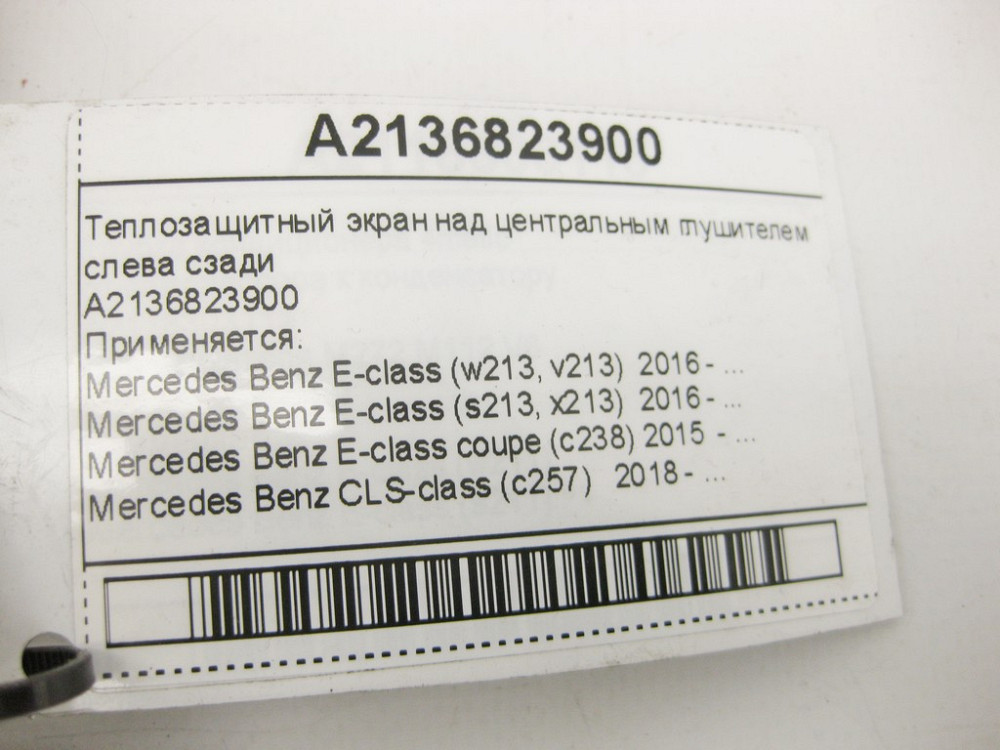 A2136823900
Теплозащитный экран над центральным глушителем
слева сзади
A2136823900
Применяется:
Mercedes Benz E-class (w213, v213) 2016 - ...
Mercedes Benz E-class (s213, x213) 2016 - ...
Mercedes Benz E-class coupe (c238) 2015 - ...
Mercedes Benz CLS-class (c257) 2018 - ...